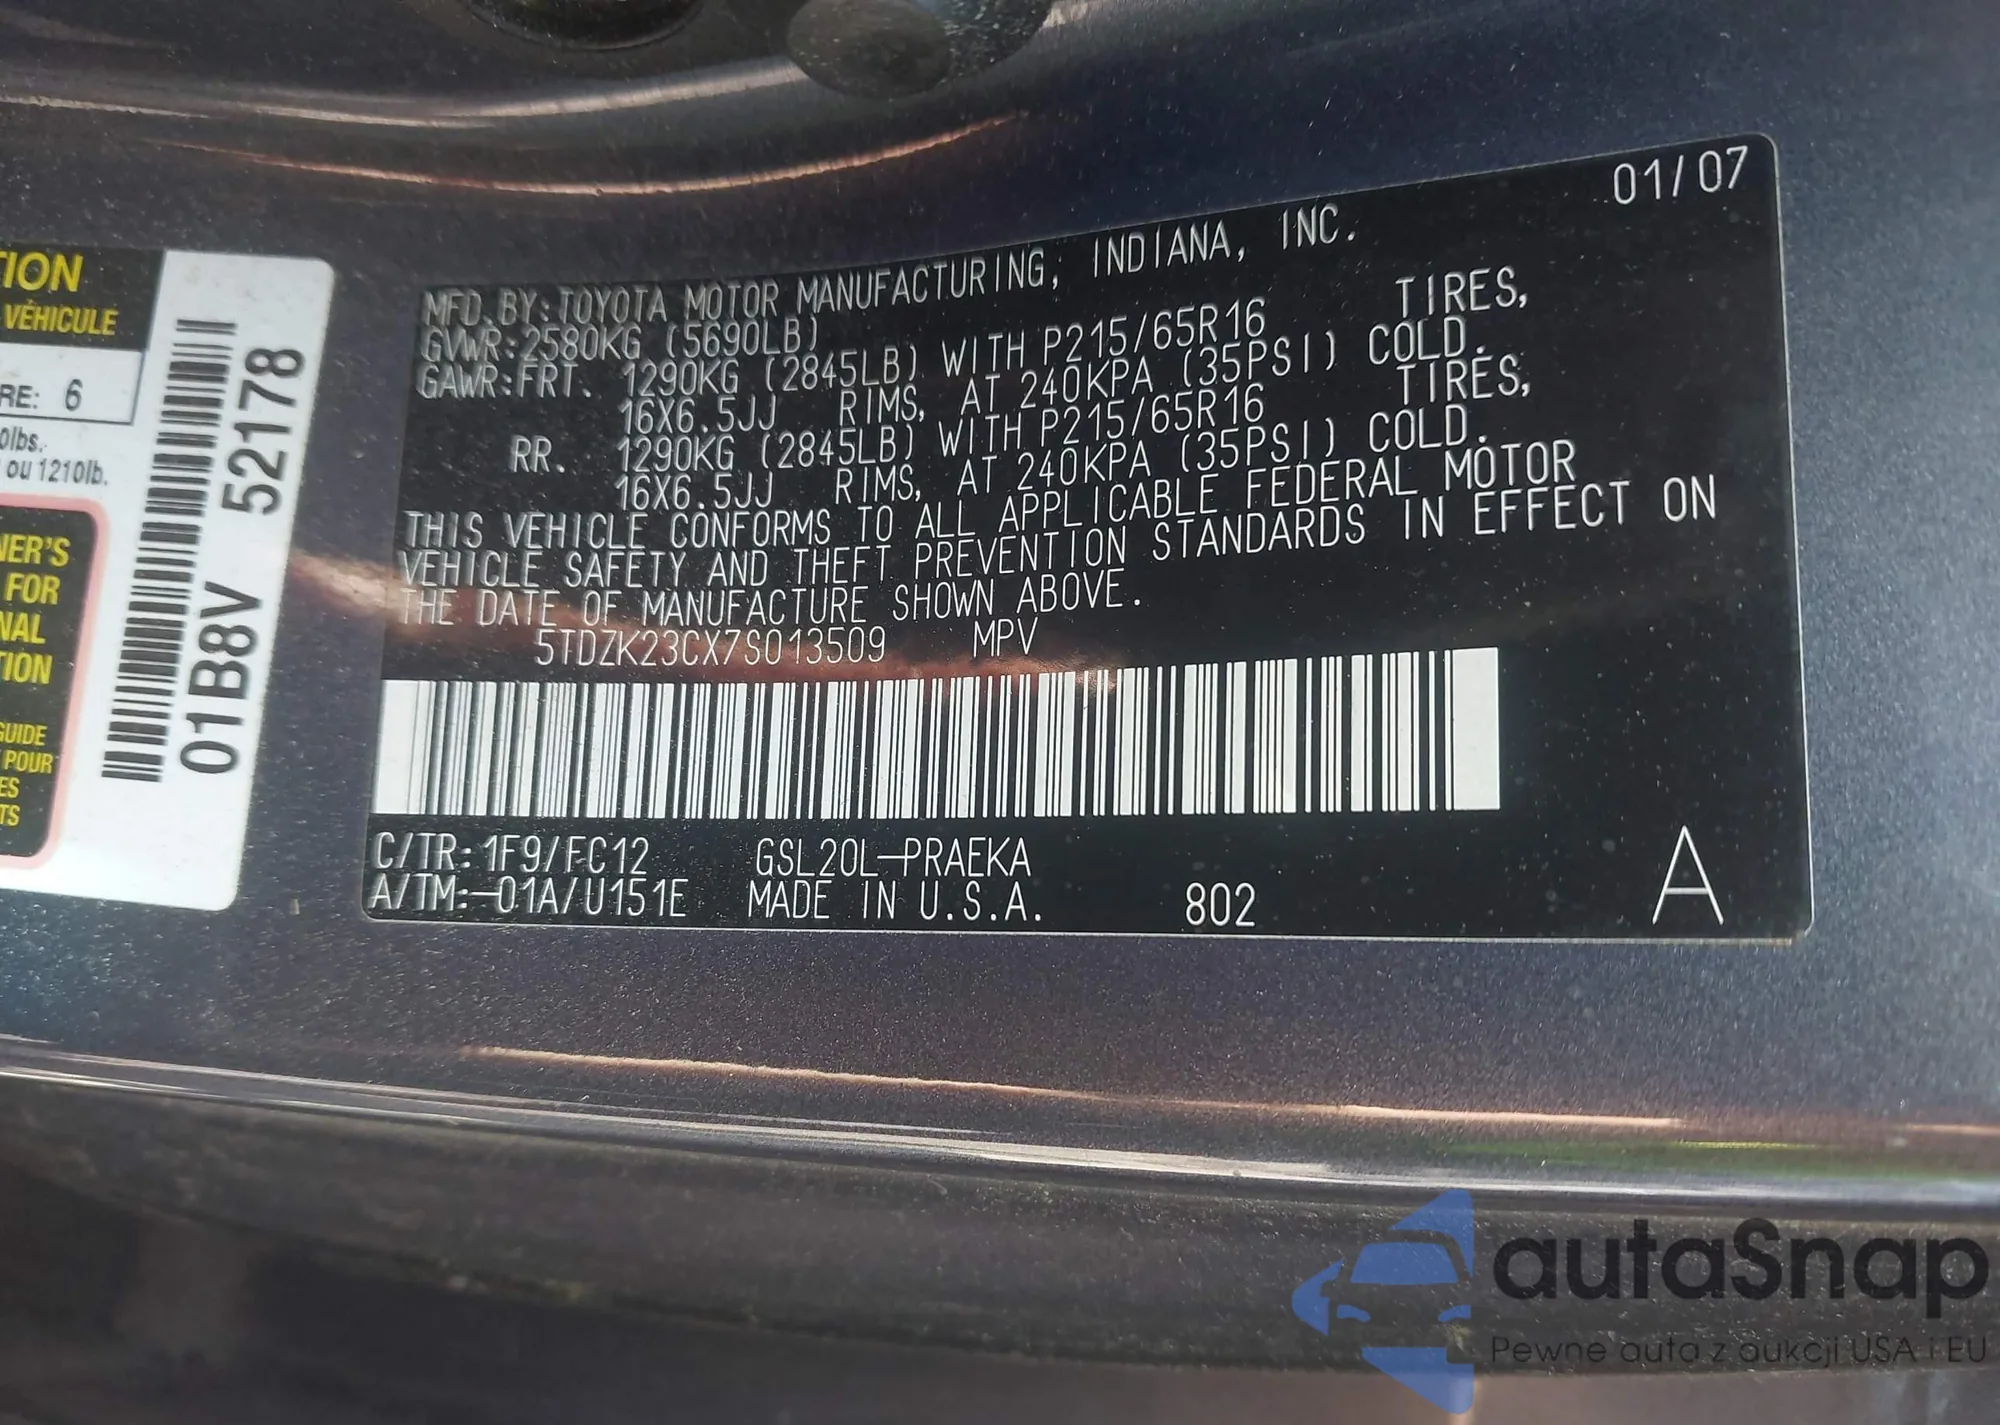 TION
VÉHICULE
RE: 6
0lbs.
ou 1210lb.
NER'S
FOR
NAL
TION
GUIDE
POUR
ES
TS
01B8V 52178
01/07
MFD.BY:TOYOTA MOTOR MANUFACTURING, INDIANA, INC.
GVWR:2580KG (5690LB)
GAWR:FRT. 1290KG (2845LB) WITH P215/65R16 TIRES,
16X6.5JJ RIMS, AT 240KPA (35PSI) COLD.
RR. 1290KG (2845LB) WITH P215/65R16 TIRES,
16X6.5JJ RIMS, AT 240KPA (35PSI) COLD.
THIS VEHICLE CONFORMS TO ALL APPLICABLE FEDERAL MOTOR
VEHICLE SAFETY AND THEFT PREVENTION STANDARDS IN EFFECT ON
THE DATE OF MANUFACTURE SHOWN ABOVE.
5TDZK23CX7S013509 MPV
C/TR:1F9/FC12 GSL20L-PRAEKA
A/TM:-01A/U151E MADE IN U.S.A. 802 A
autaSnap
Pewne auta z aukcji USA i EU